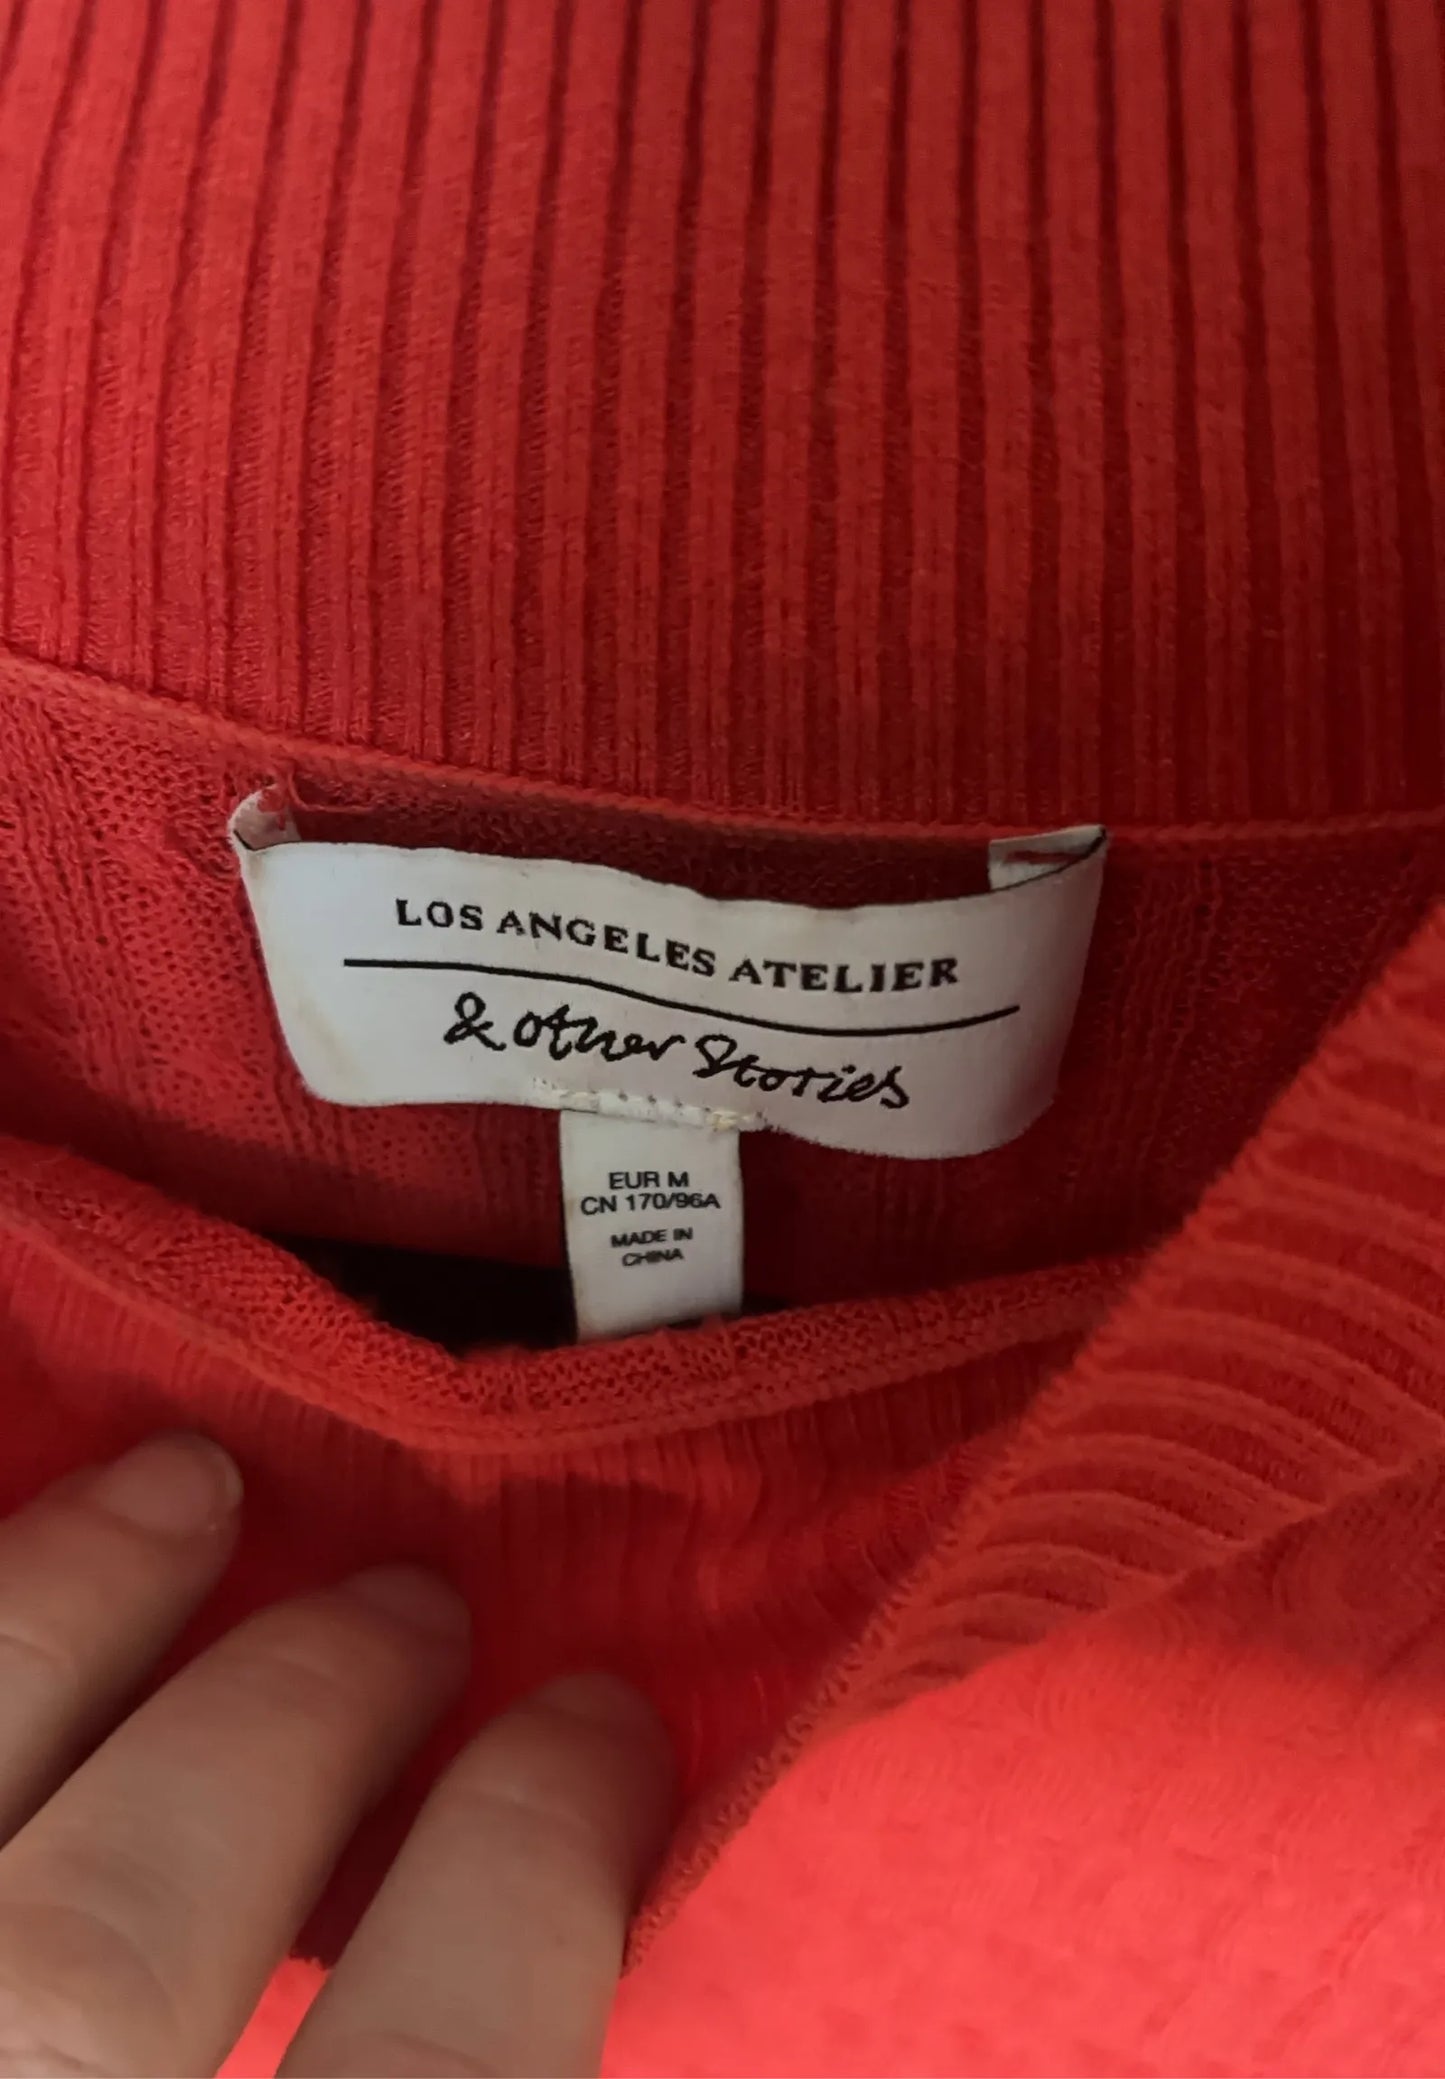 LOS ANGELES ATELIER
& other Stories
EUR M
CN 170/96A
MADE IN
CHINA